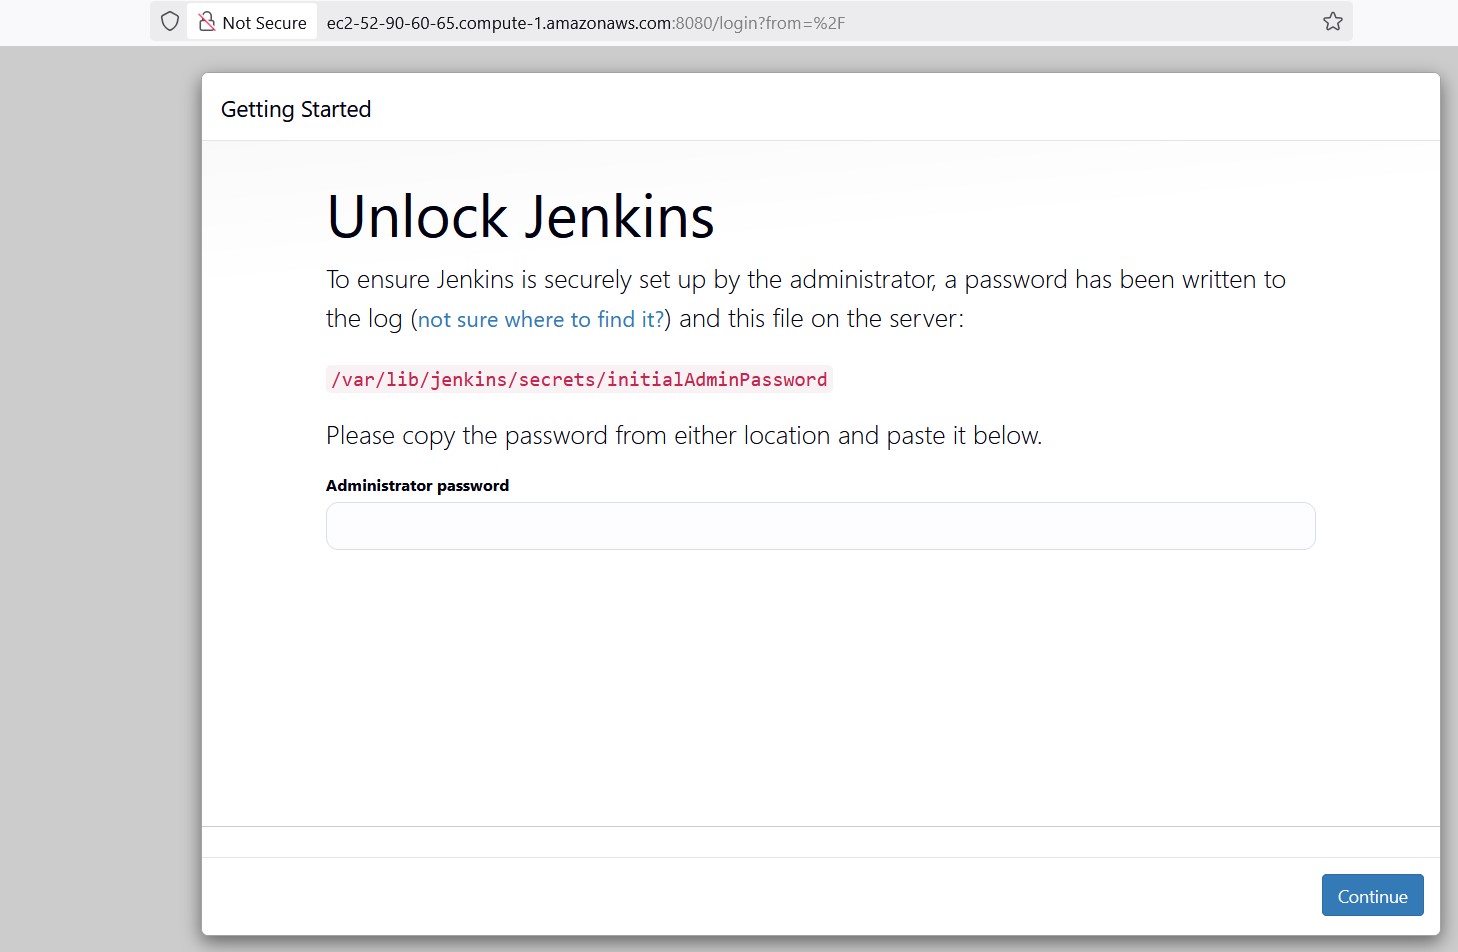 Not Secure ec2-52-90-60-65.compute-1.amazonaws.com:8080/login?from=%2F
Getting Started
Unlock Jenkins
To ensure Jenkins is securely set up by the administrator, a password has been written to
the log (not sure where to find it?) and this file on the server:
/var/lib/jenkins/secrets/initialAdminPassword
Please copy the password from either location and paste it below.
Administrator password
Continue